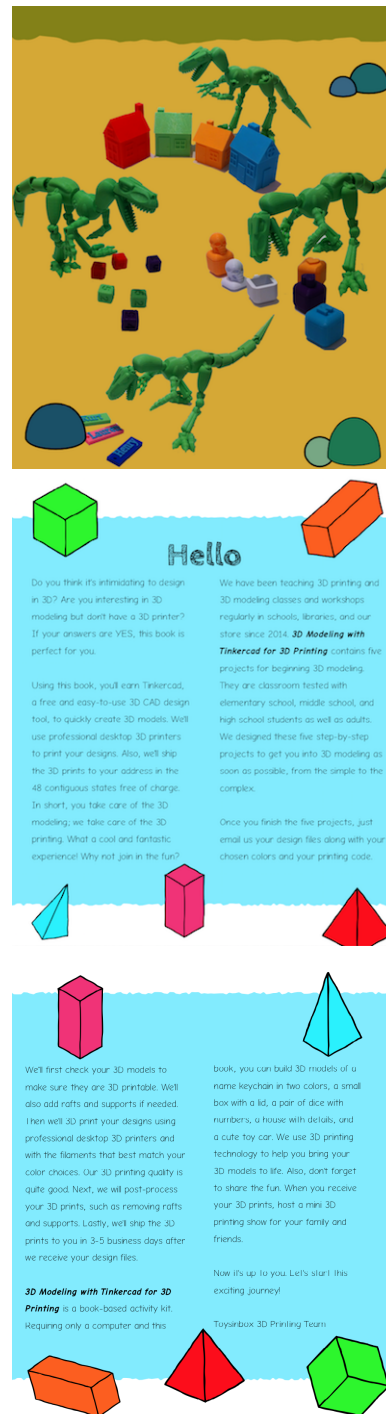 Hello
Do you think it's intimidating to design
in 3D? Are you interesting in 3D
modeling but don't have a 3D printer?
If your answers are YES, this book is
perfect for you.
Using this book, you'll earn Tinkercad,
a free and easy-to-use 3D CAD design
tool, to quickly create 3D models. We'll
use professional desktop 3D printers
to print your designs. Also, we'll ship
the 3D prints to your address in the
48 contiguous states free of charge.
In short, you take care of the 3D
modeling; we take care of the 3D
printing. What a cool and fantastic
experience! Why not join in the fun?
We have been teaching 3D printing and
3D modeling classes and workshops
regularly in schools, libraries, and our
store since 2014. 3D Modeling with
Tinkercad for 3D Printing contains five
projects for beginning 3D modeling.
They are classroom tested with
elementary school, middle school, and
high school students as well as adults.
We designed these five step-by-step
projects to get you into 3D modeling as
soon as possible, from the simple to the
complex.
Once you finish the five projects, just
email us your design files along with your
chosen colors and your printing code.
We'll first check your 3D models to
make sure they are 3D printable. We'll
also add rafts and supports if needed.
Then we'll 3D print your designs using
professional desktop 3D printers and
with the filaments that best match your
color choices. Our 3D printing quality is
quite good. Next, we will post-process
your 3D prints, such as removing rafts
and supports. Lastly, we'll ship the 3D
prints to you in 3-5 business days after
we receive your design files.
3D Modeling with Tinkercad for 3D
Printing is a book-based activity kit.
Requiring only a computer and this
book, you can build 3D models of a
name keychain in two colors, a small
box with a lid, a pair of dice with
numbers, a house with details, and
a cute toy car. We use 3D printing
technology to help you bring your
3D models to life. Also, don't forget
to share the fun. When you receive
your 3D prints, host a mini 3D
printing show for your family and
friends.
Now it's up to you. Let's start this
exciting journey!
Toysinbox 3D Printing Team